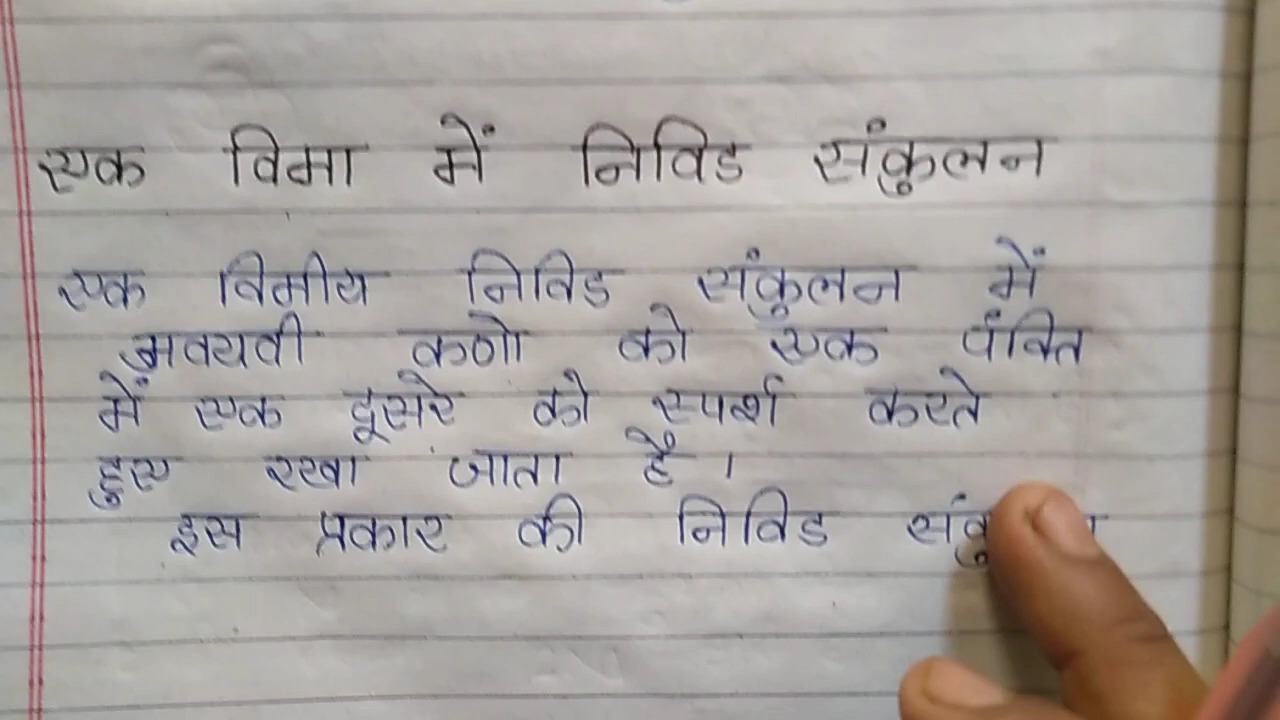 एक विमा में निविड संकुलन
एक विमीय निविड संकुलन में
अवयवी कणो को एक पंक्ति
में एक दूसरे को स्पर्श करते
हुए रखा जाता है ।
इस प्रकार की निविड